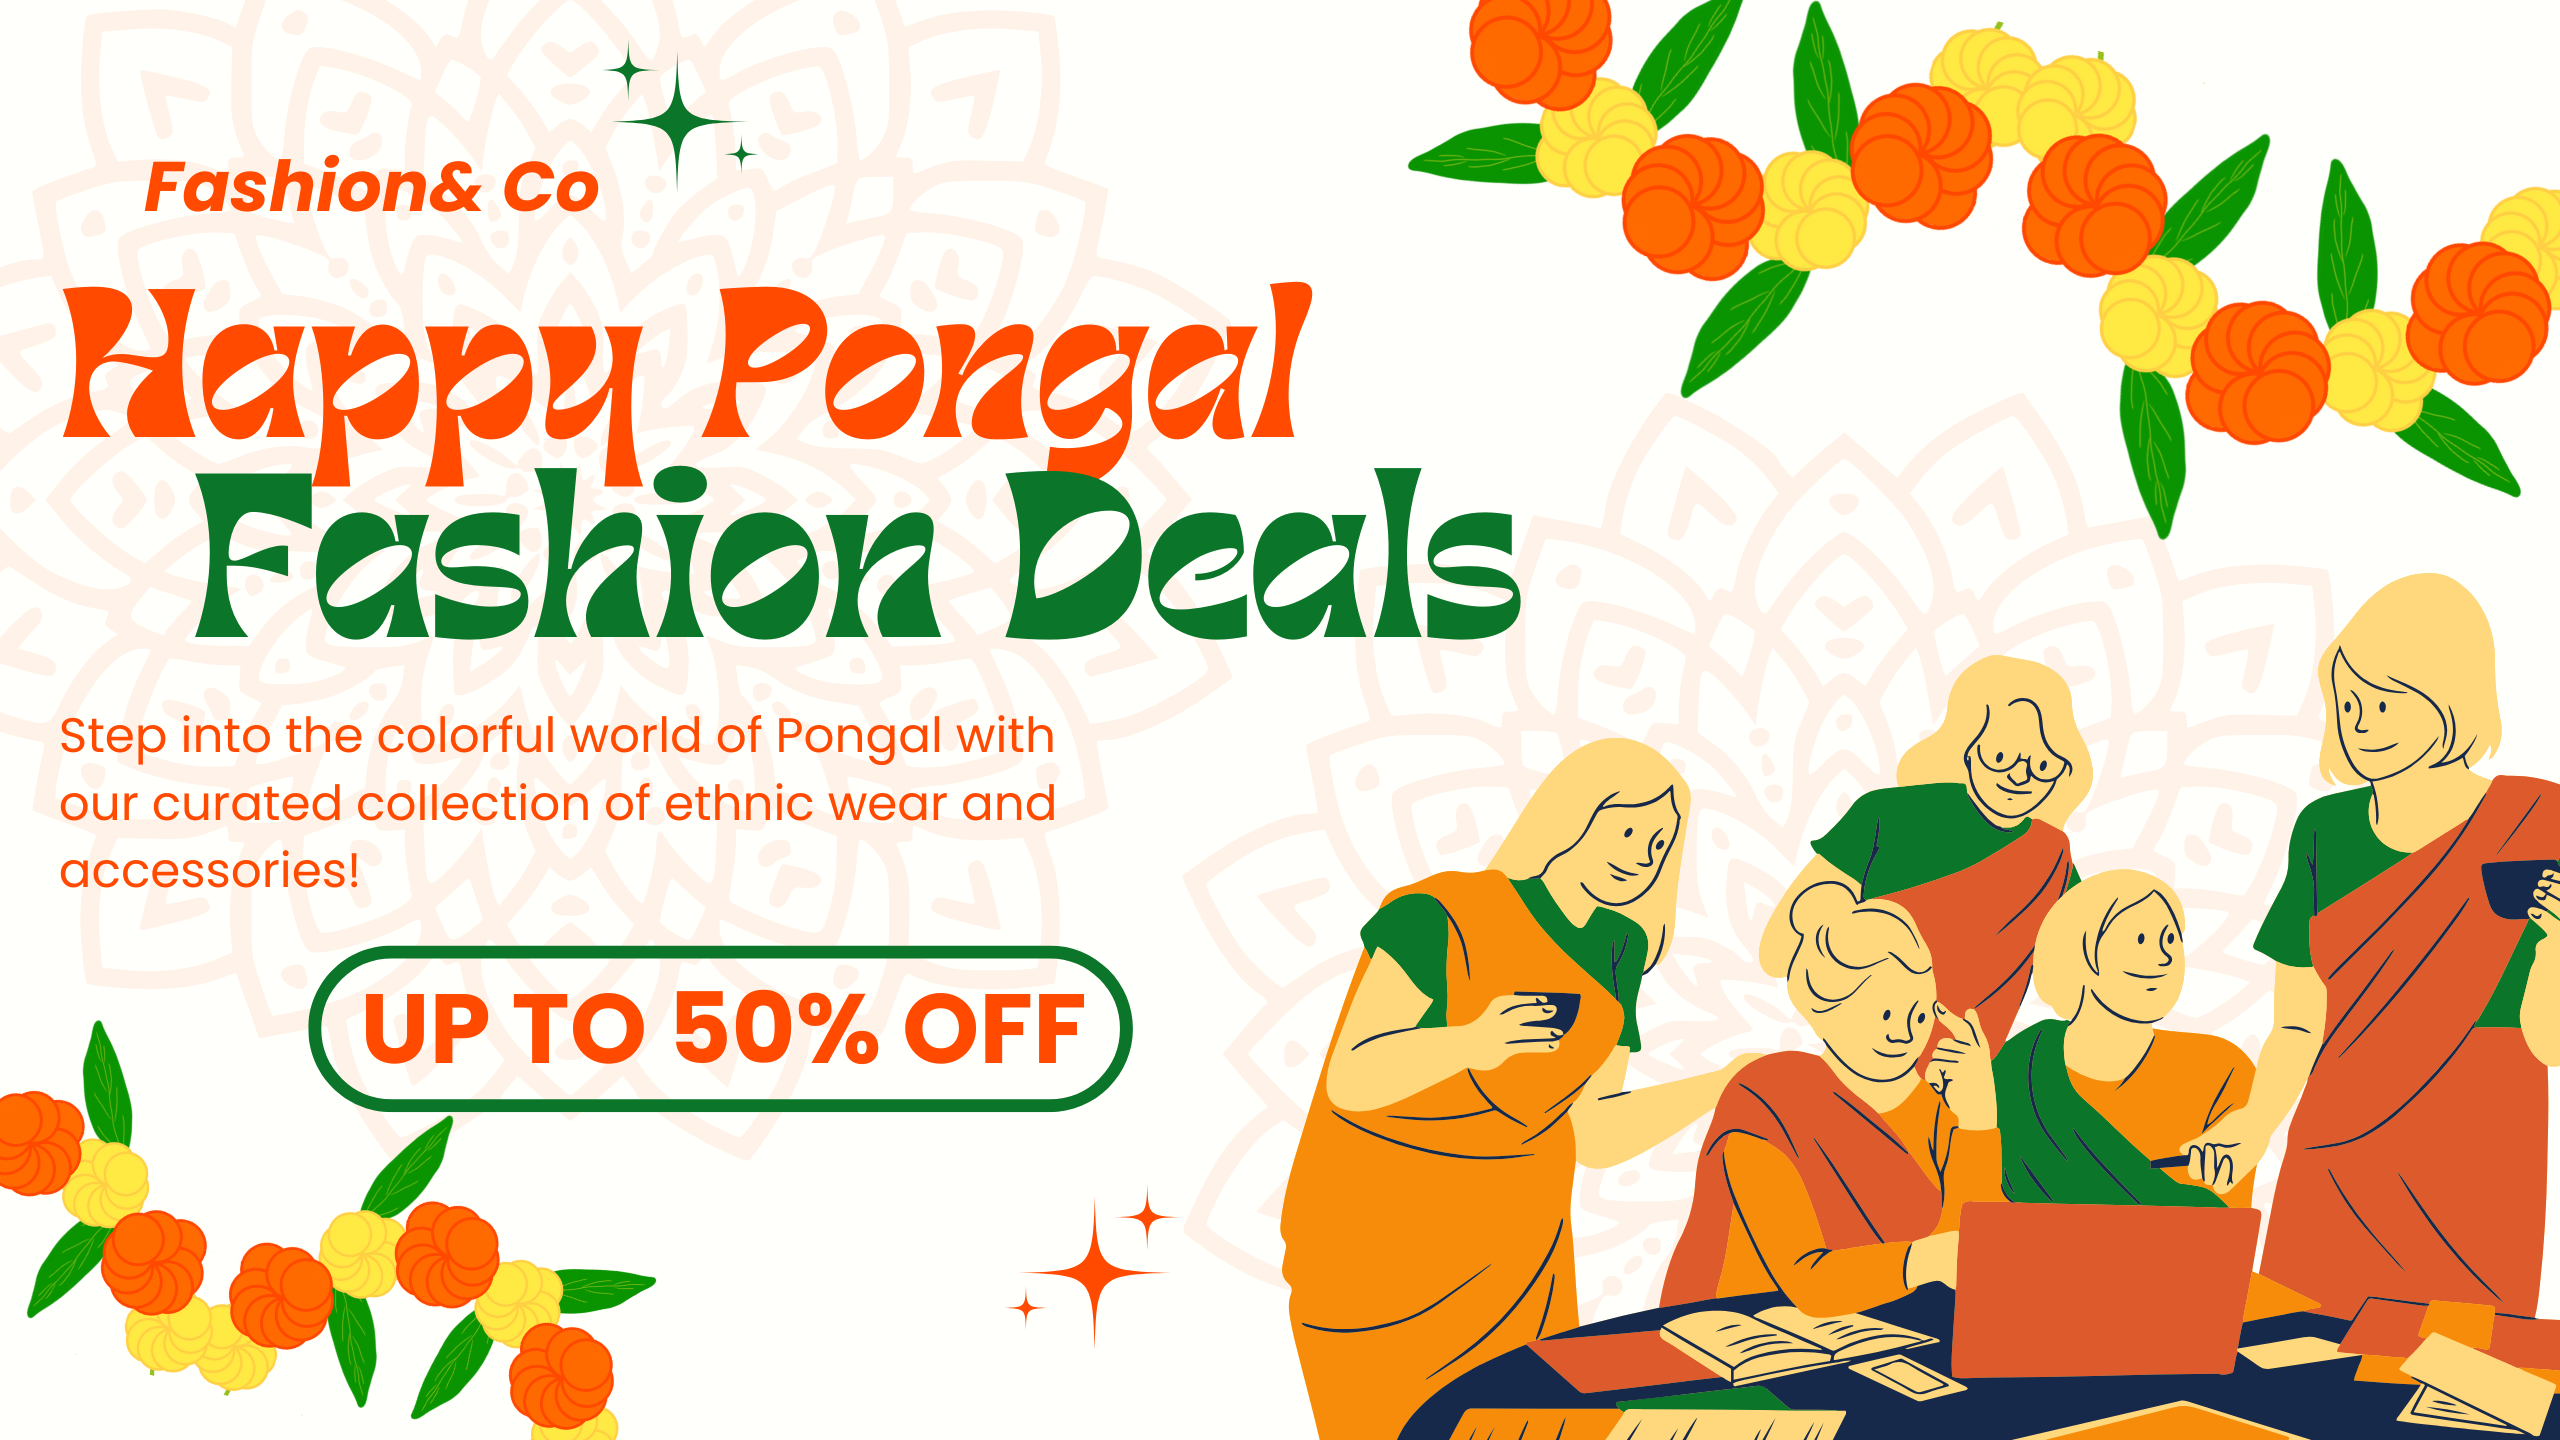 Fashion& Co
Happy Pongal
Fashion Deals
Step into the colorful world of Pongal with
our curated collection of ethnic wear and
accessories!
UP TO 50% OFF